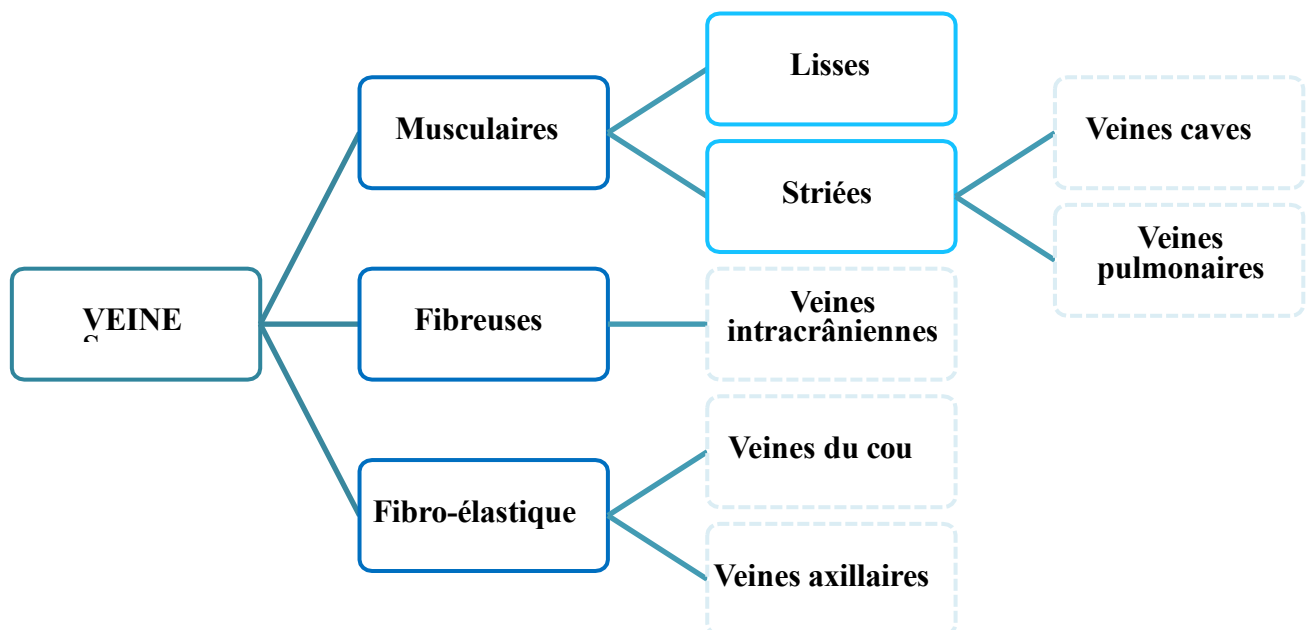 Lisses
Musculaires
Veines caves
Striées
Veines
pulmonaires
VEINE
S
Fibreuses
Veines
intracrâniennes
Veines du cou
Fibro-élastique
Veines axillaires